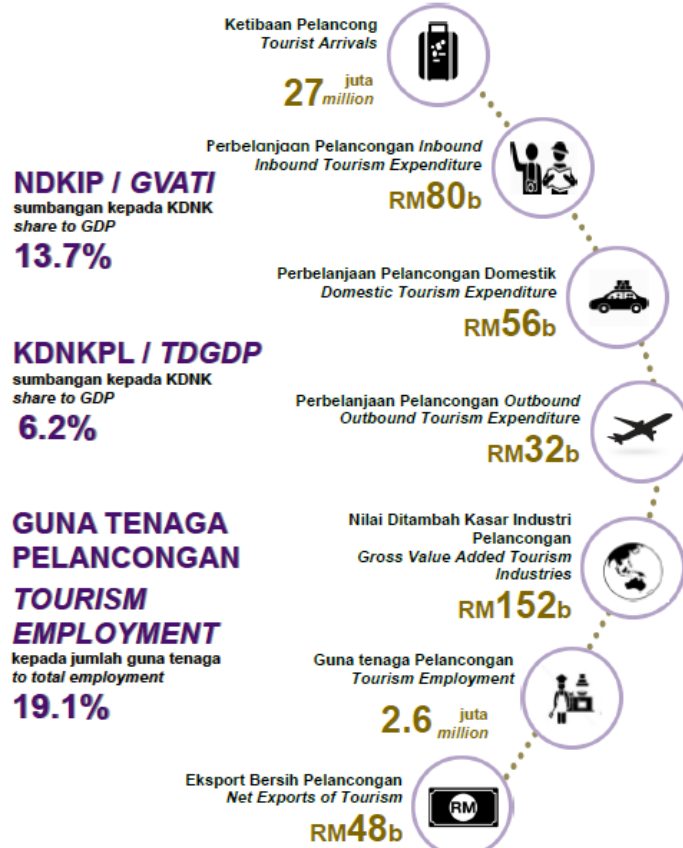 Ketibaan Pelancong
Tourist Arrivals
27 juta
million
Perbelanjaan Pelancongan Inbound
Inbound Tourism Expenditure
RM80b
NDKIP / GVATI
sumbangan kepada KDNK
share to GDP
13.7%
Perbelanjaan Pelancongan Domestik
Domestic Tourism Expenditure
RM56b
KDNKPL / TDGDP
sumbangan kepada KDNK
share to GDP
6.2%
Perbelanjaan Pelancongan Outbound
Outbound Tourism Expenditure
RM32b
GUNA TENAGA
PELANCONGAN
TOURISM
EMPLOYMENT
kepada jumlah guna tenaga
to total employment
19.1%
Nilai Ditambah Kasar Industri
Pelancongan
Gross Value Added Tourism
Industries
RM152b
Guna tenaga Pelancongan
Tourism Employment
2.6 juta
million
Eksport Bersih Pelancongan
Net Exports of Tourism
RM48b
RM